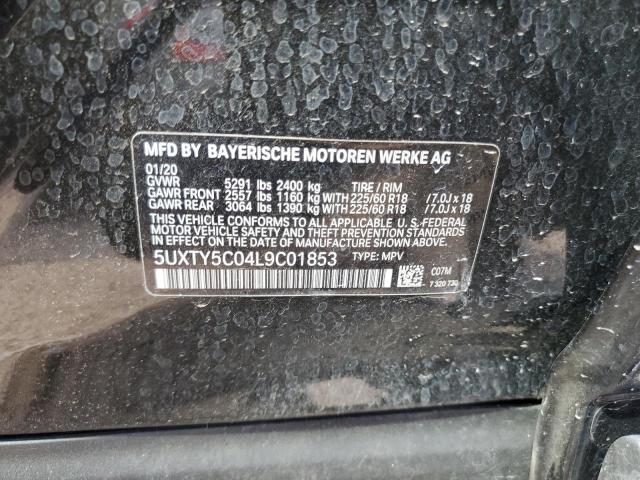 MFD BY BAYERISCHE MOTOREN WERKE AG
01/20
GVWR 5291 lbs 2400 kg TIRE / RIM
GAWR FRONT 2557 lbs 1160 kg WITH 225/60 R18 /7.0J x 18
GAWR REAR 3064 lbs 1390 kg WITH 225/60 R18 /7.0J x 18
THIS VEHICLE CONFORMS TO ALL APPLICABLE U.S.-FEDERAL
MOTOR VEHICLE SAFETY AND THEFT PREVENTION
STANDARDS IN EFFECT ON THE DATE OF MANUFACTURE SHOWN ABOVE.
5UXTY5C04L9C01853 TYPE: MPV
C07M
7 320 730